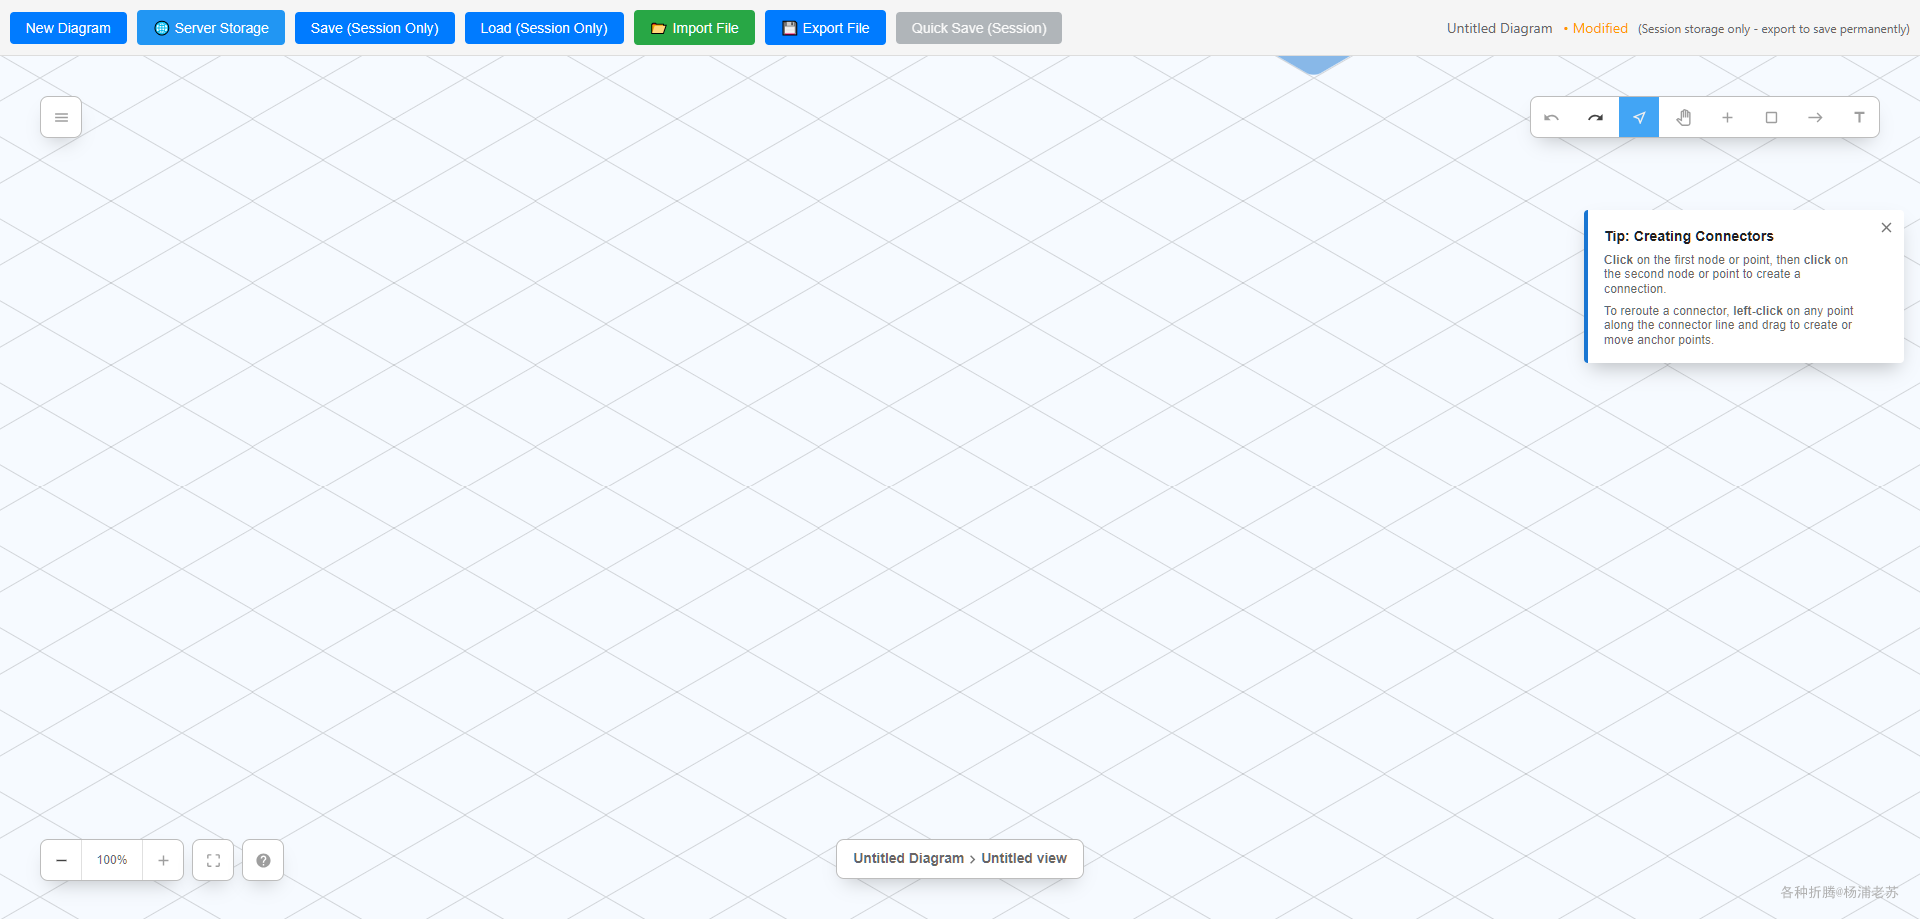 New Diagram
Server Storage
Save (Session Only)
Load (Session Only)
Import File
Export File
Quick Save (Session)
Untitled Diagram
• Modified
(Session storage only - export to save permanently)
T
Tip: Creating Connectors
Click on the first node or point, then click on
the second node or point to create a
connection.
To reroute a connector, left-click on any point
along the connector line and drag to create or
move anchor points.
100%
Untitled Diagram > Untitled view
各种折腾@杨浦老苏